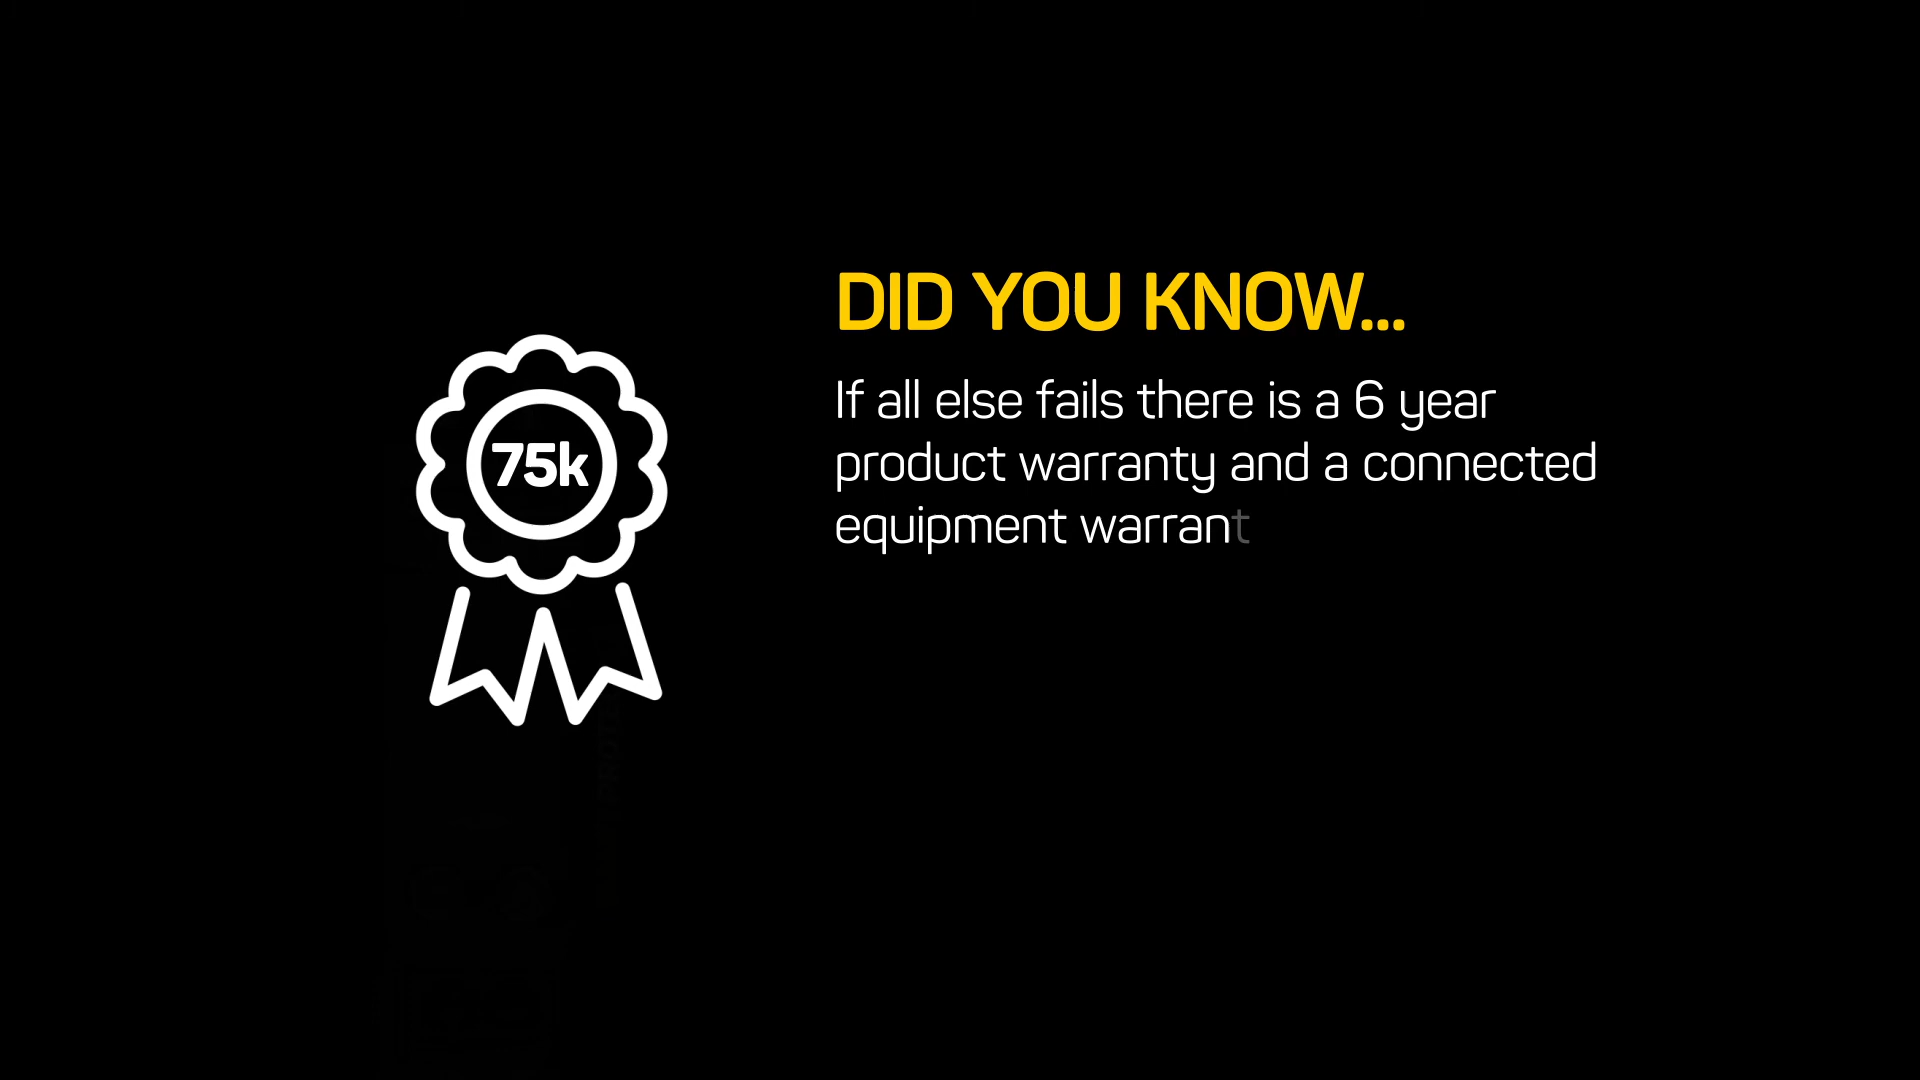 DID YOU KNOW...
If all else fails there is a 6 year
75k
product warranty and a connected
equipment warrant